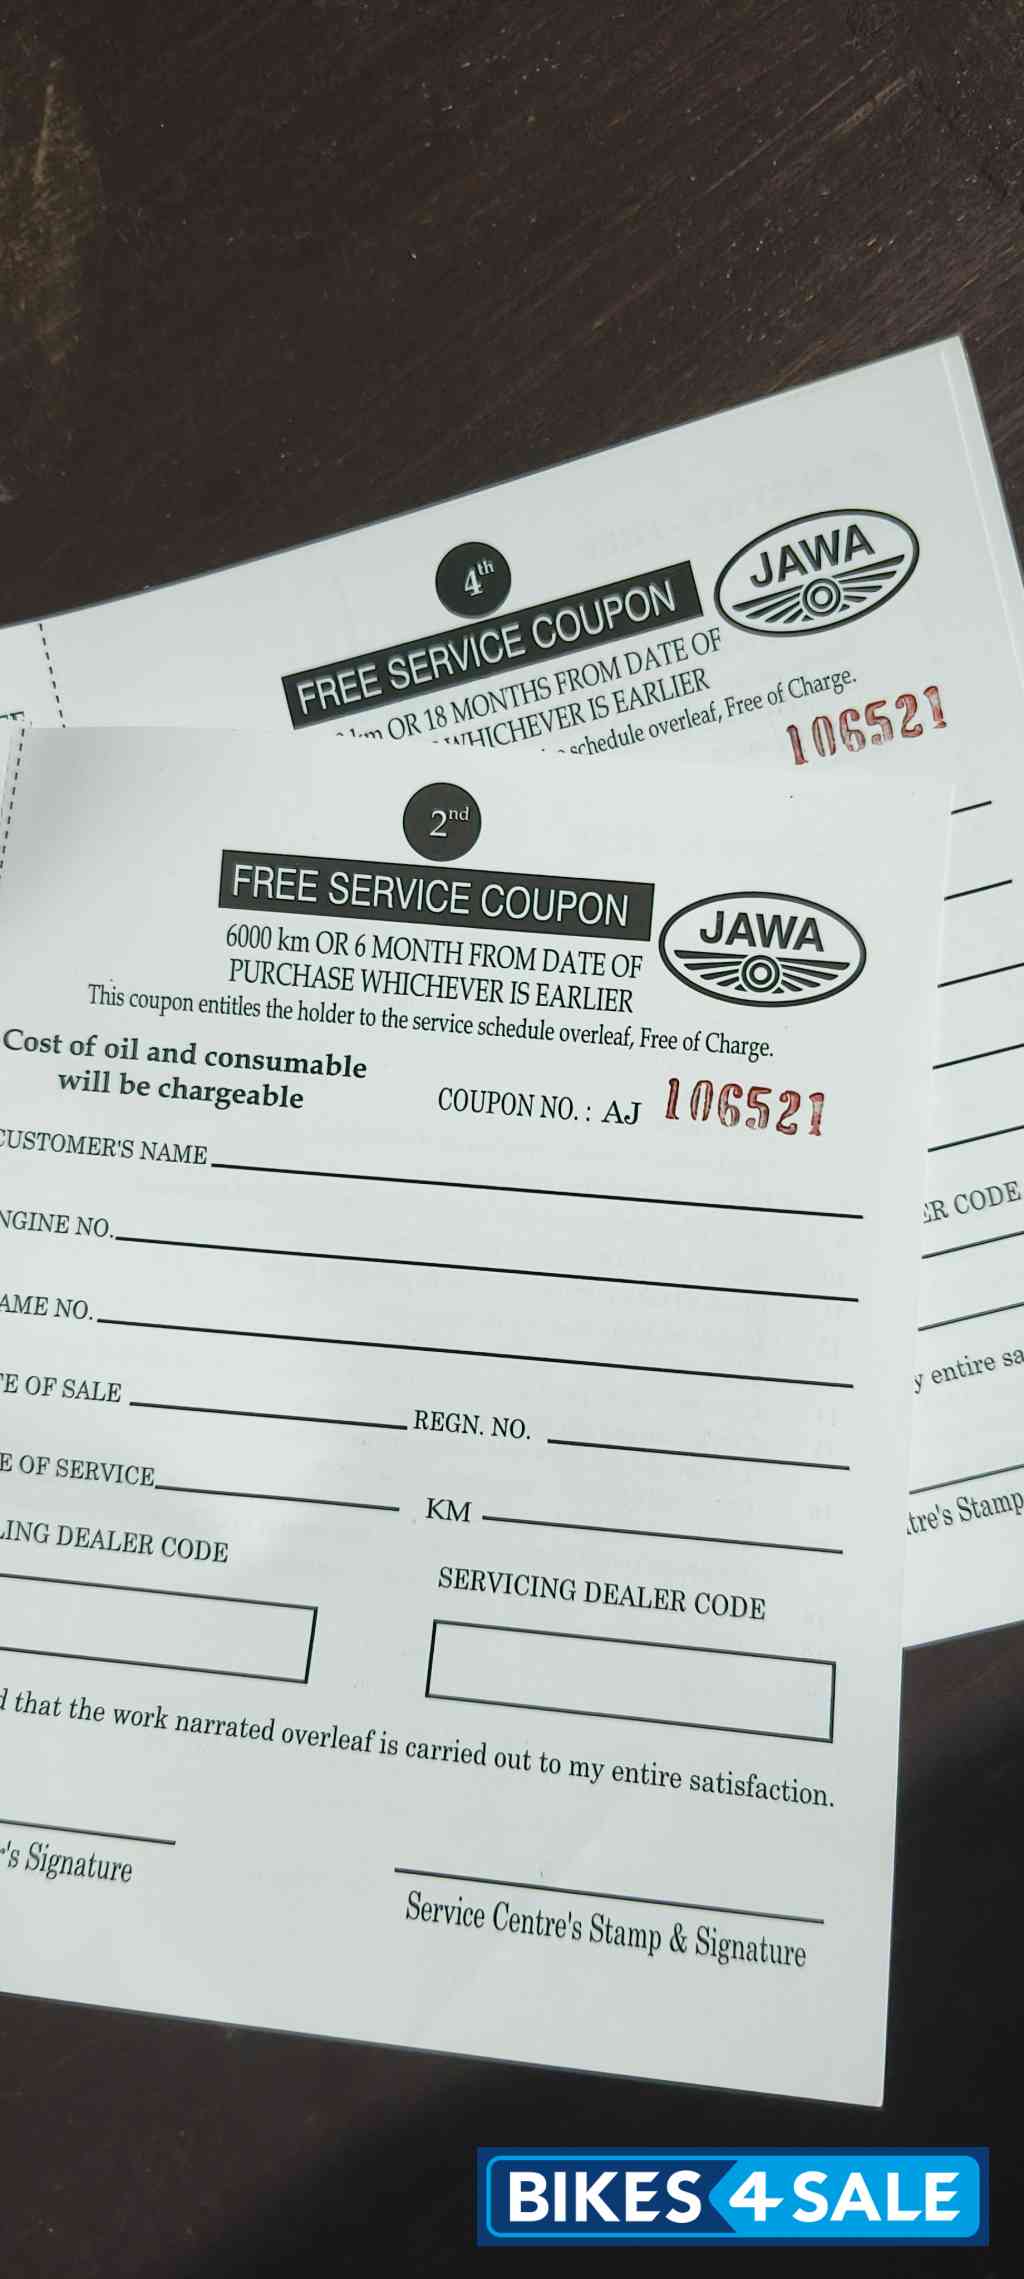 4th
FREE SERVICE COUPON
JAWA
km OR 18 MONTHS FROM DATE OF
WHICHEVER IS EARLIER
schedule overleaf, Free of Charge.
106521
2nd
FREE SERVICE COUPON
JAWA
6000 km OR 6 MONTH FROM DATE OF
PURCHASE WHICHEVER IS EARLIER
This coupon entitles the holder to the service schedule overleaf, Free of Charge.
Cost of oil and consumable
will be chargeable
COUPON NO. : AJ 106521
CUSTOMER'S NAME
NGINE NO.
AME NO.
TE OF SALE
REGN. NO.
E OF SERVICE
KM
LING DEALER CODE
SERVICING DEALER CODE
d that the work narrated overleaf is carried out to my entire satisfaction.
r's Signature
Service Centre's Stamp & Signature
ER CODE
y entire sa
tre's Stamp
BIKES4SALE